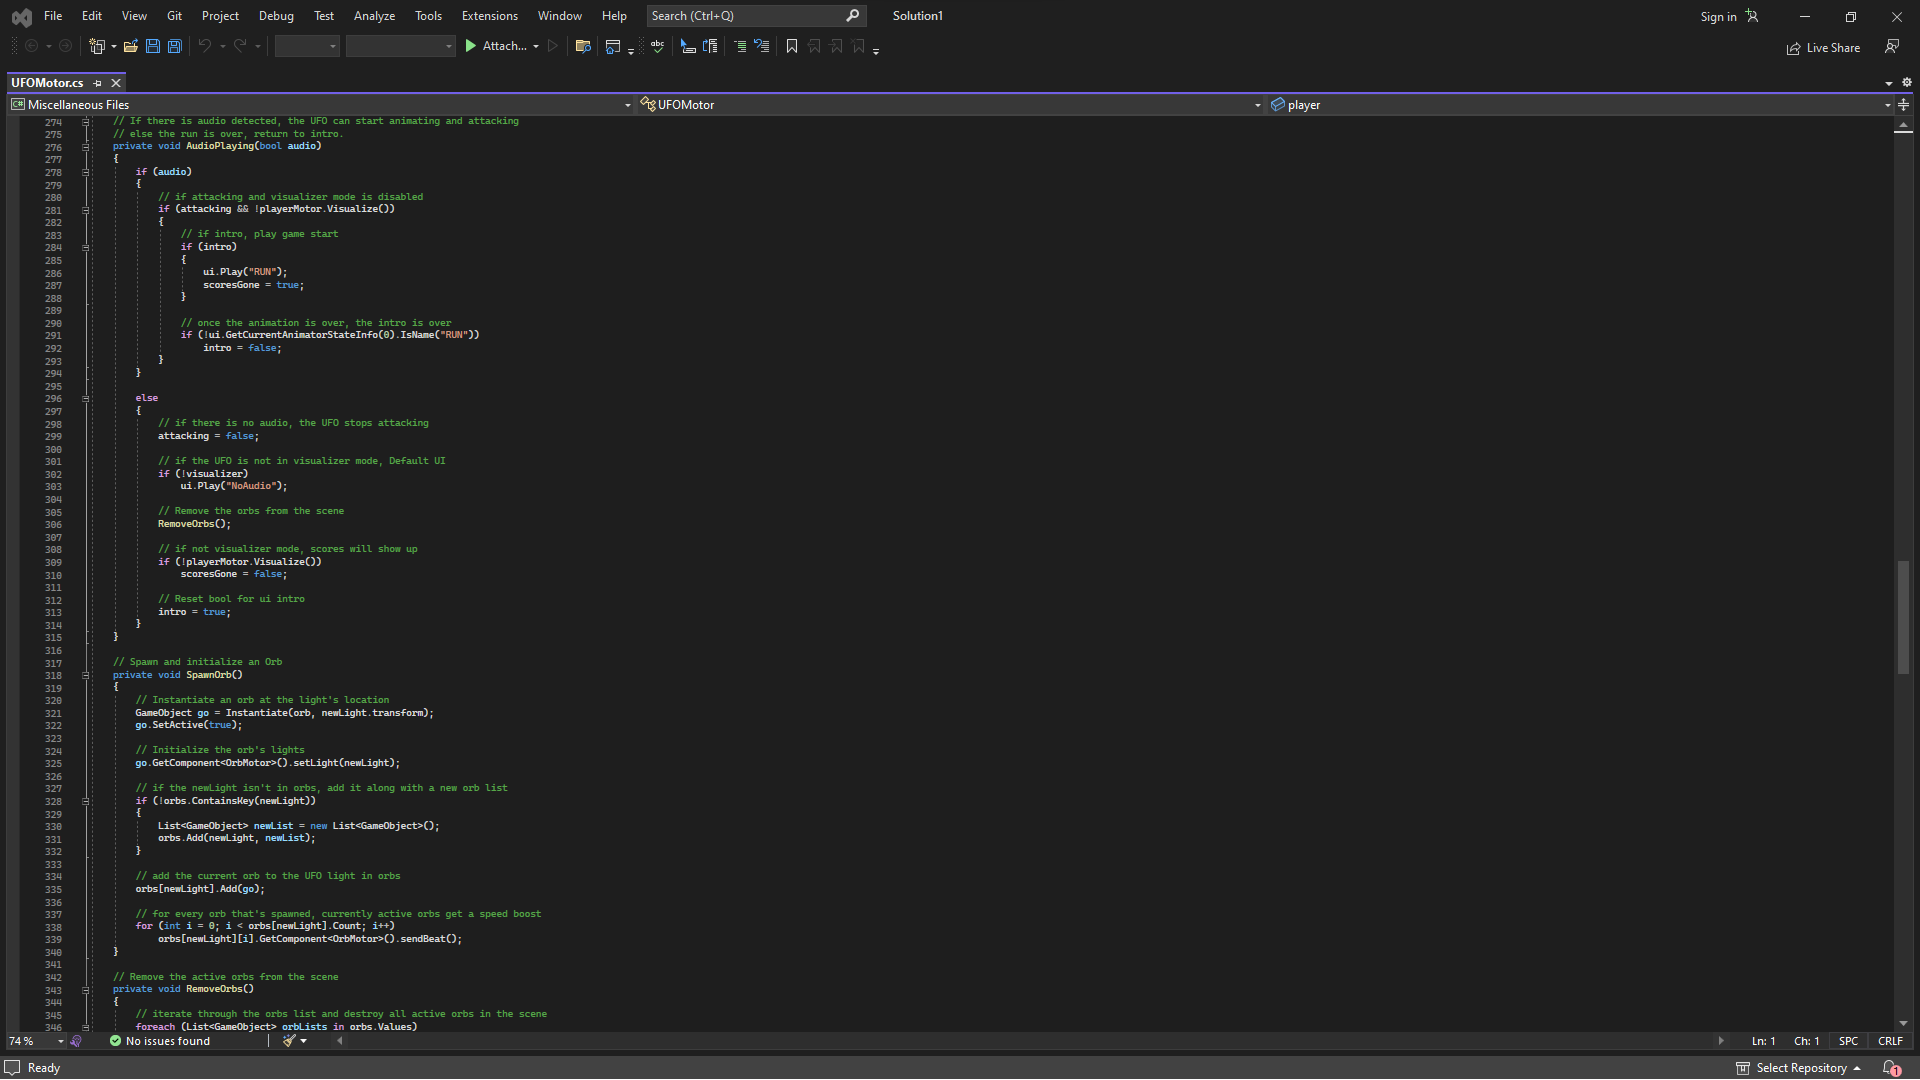 File Edit View Git Project Debug Test Analyze Tools Extensions Window Help Search (Ctrl+Q) Solution1 Sign in
Attach... Live Share
UFOMotor.cs
Miscellaneous Files UFOMotor player
274 // If there is audio detected, the UFO can start animating and attacking
275 // else the run is over, return to intro.
276 private void AudioPlaying(bool audio)
277 {
278 if (audio)
279 {
280 // if attacking and visualizer mode is disabled
281 if (attacking && !playerMotor.Visualize())
282 {
283 // if intro, play game start
284 if (intro)
285 {
286 ui.Play("RUN");
287 scoresGone = true;
288 }
289
290 // once the animation is over, the intro is over
291 if (!ui.GetCurrentAnimatorStateInfo(0).IsName("RUN"))
292 intro = false;
293 }
294 }
295
296 else
297 {
298 // if there is no audio, the UFO stops attacking
299 attacking = false;
300
301 // if the UFO is not in visualizer mode, Default UI
302 if (!visualizer)
303 ui.Play("NoAudio");
304
305 // Remove the orbs from the scene
306 RemoveOrbs();
307
308 // if not visualizer mode, scores will show up
309 if (!playerMotor.Visualize())
310 scoresGone = false;
311
312 // Reset bool for ui intro
313 intro = true;
314 }
315 }
316
317 // Spawn and initialize an Orb
318 private void SpawnOrb()
319 {
320 // Instantiate an orb at the light's location
321 GameObject go = Instantiate(orb, newLight.transform);
322 go.SetActive(true);
323
324 // Initialize the orb's lights
325 go.GetComponent<OrbMotor>().setLight(newLight);
326
327 // if the newLight isn't in orbs, add it along with a new orb list
328 if (!orbs.ContainsKey(newLight))
329 {
330 List<GameObject> newList = new List<GameObject>();
331 orbs.Add(newLight, newList);
332 }
333
334 // add the current orb to the UFO light in orbs
335 orbs[newLight].Add(go);
336
337 // for every orb that's spawned, currently active orbs get a speed boost
338 for (int i = 0; i < orbs[newLight].Count; i++)
339 orbs[newLight][i].GetComponent<OrbMotor>().sendBeat();
340 }
341
342 // Remove the active orbs from the scene
343 private void RemoveOrbs()
344 {
345 // iterate through the orbs list and destroy all active orbs in the scene
346 foreach (List<GameObject> orbLists in orbs.Values)
74 % No issues found Ln: 1 Ch: 1 SPC CRLF
Ready Select Repository 1